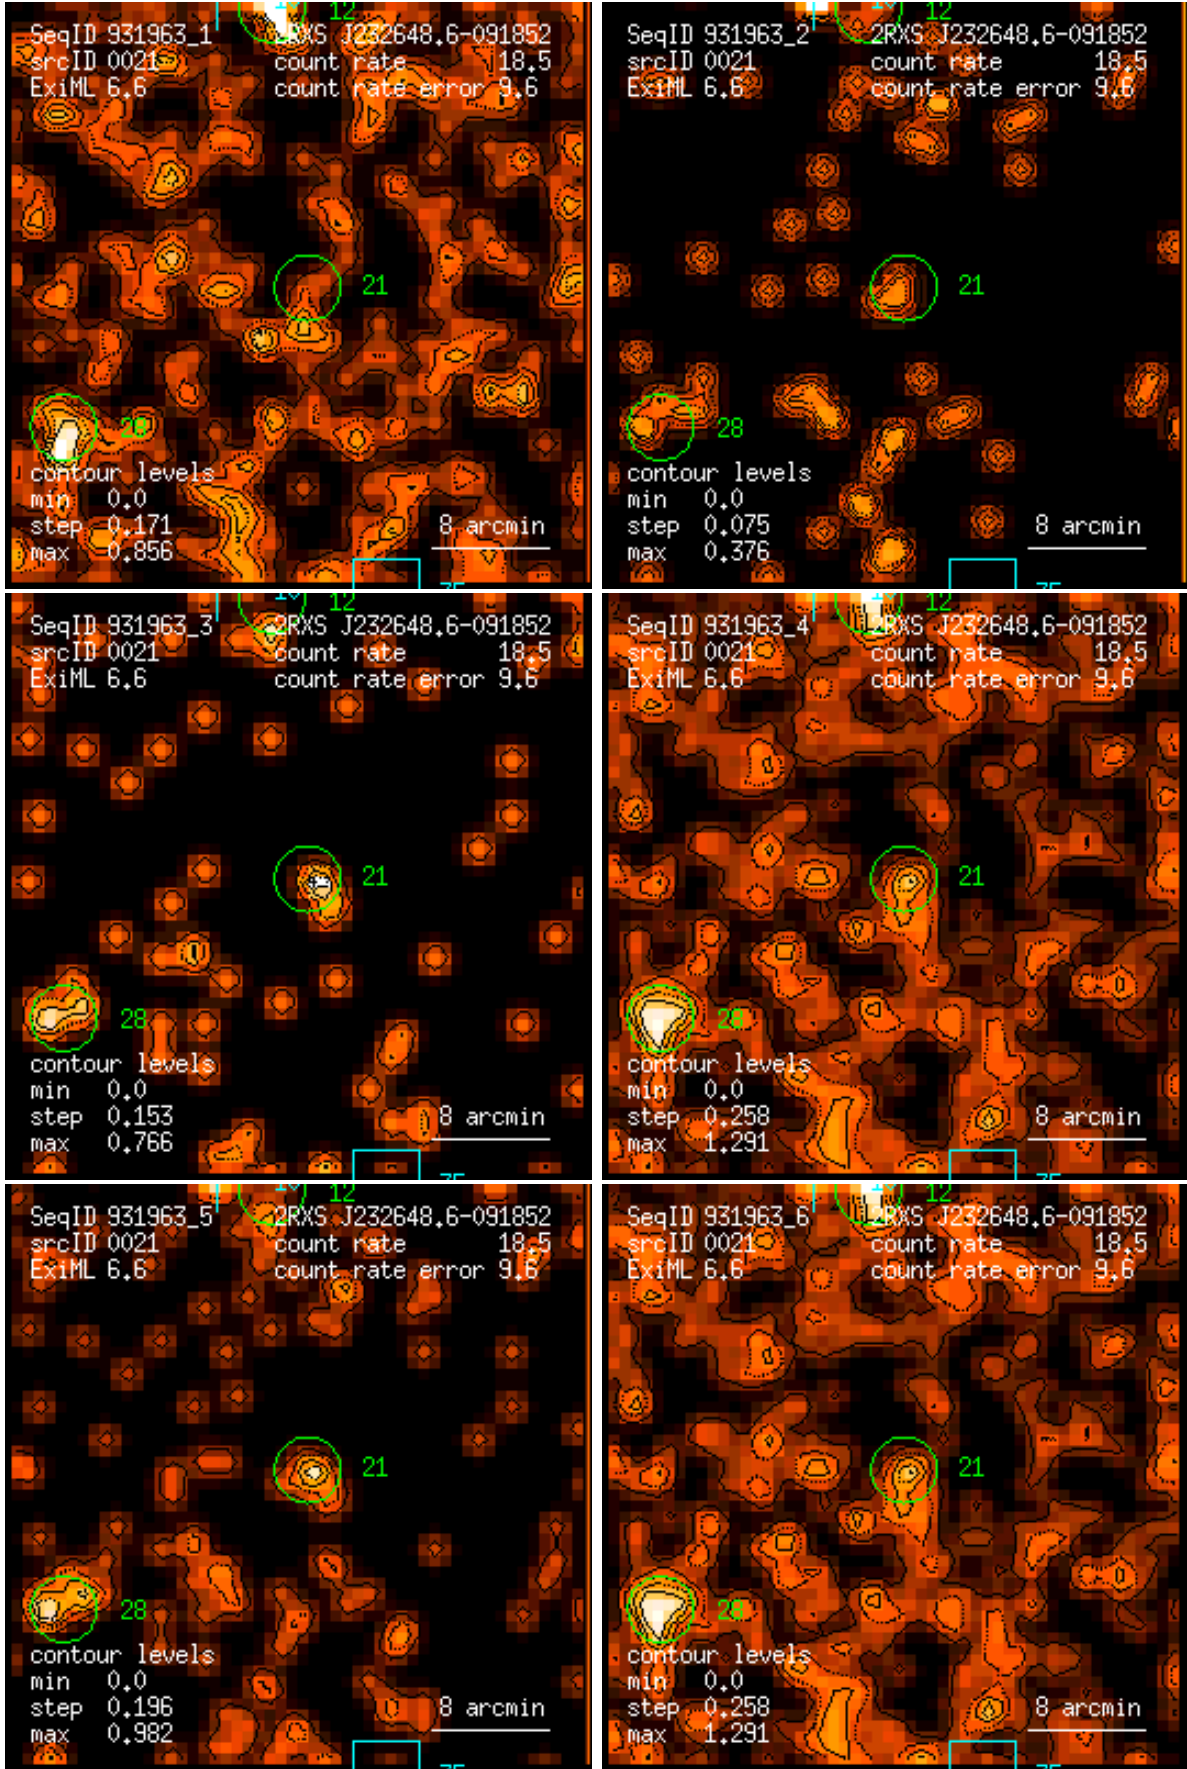 12
SeqID 931963_1 2RXS J232648.6-091852
srcID 0021 count rate 18.5
ExiML 6.6 count rate error 9.6
21
28
contour levels
min 0.0
step 0.171
max 0.856
8 arcmin
12
SeqID 931963_2 2RXS J232648.6-091852
srcID 0021 count rate 18.5
ExiML 6.6 count rate error 9.6
21
28
contour levels
min 0.0
step 0.075
max 0.376
8 arcmin
12
SeqID 931963_3 2RXS J232648.6-091852
srcID 0021 count rate 18.5
ExiML 6.6 count rate error 9.6
21
28
contour levels
min 0.0
step 0.153
max 0.766
8 arcmin
12
SeqID 931963_4 2RXS J232648.6-091852
srcID 0021 count rate 18.5
ExiML 6.6 count rate error 9.6
21
28
contour levels
min 0.0
step 0.258
max 1.291
8 arcmin
12
SeqID 931963_5 2RXS J232648.6-091852
srcID 0021 count rate 18.5
ExiML 6.6 count rate error 9.6
21
28
contour levels
min 0.0
step 0.196
max 0.982
8 arcmin
12
SeqID 931963_6 2RXS J232648.6-091852
srcID 0021 count rate 18.5
ExiML 6.6 count rate error 9.6
21
28
contour levels
min 0.0
step 0.258
max 1.291
8 arcmin